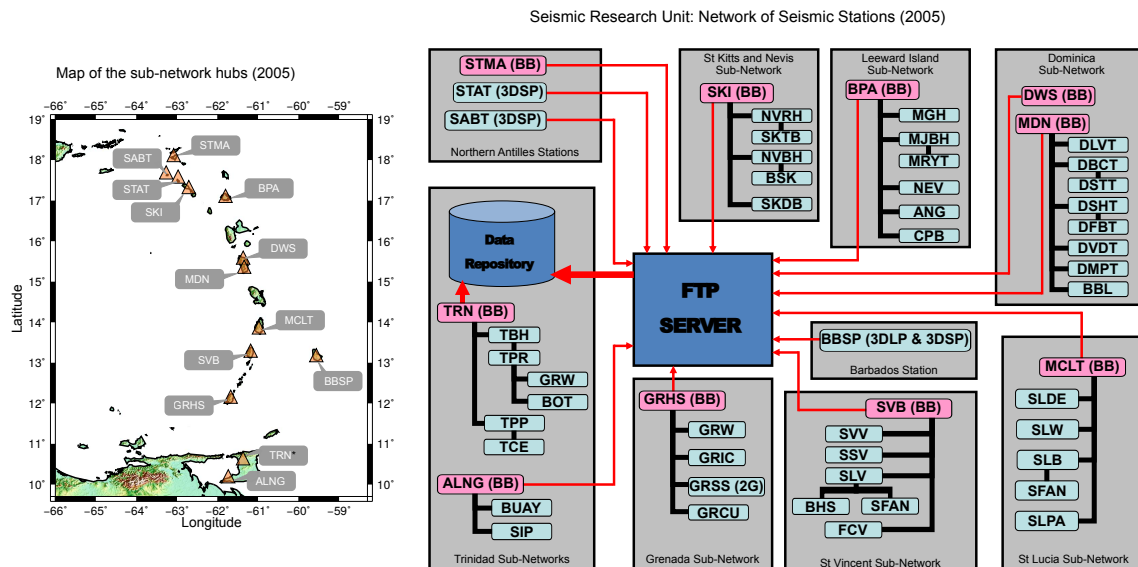 Seismic Research Unit: Network of Seismic Stations (2005)
Map of the sub-network hubs (2005)
−66° −65° −64° −63° −62° −61° −60° −59°
19°
18°
17°
16°
15°
14°
13°
12°
11°
10°
Latitude
STMA
SABT
STAT
SKI
BPA
DWS
MDN
MCLT
SVB
BBSP
GRHS
TRN*
ALNG
19°
18°
17°
16°
15°
14°
13°
12°
11°
10°
−66° −65° −64° −63° −62° −61° −60° −59°
Longitude
STMA (BB)
STAT (3DSP)
SABT (3DSP)
Northern Antilles Stations
St Kitts and Nevis
Sub-Network
SKI (BB)
NVRH
SKTB
NVBH
BSK
SKDB
Leeward Island
Sub-Network
BPA (BB)
MGH
MJBH
MRYT
NEV
ANG
CPB
Dominica
Sub-Network
DWS (BB)
MDN (BB)
DLVT
DBCT
DSTT
DSHT
DFBT
DVDT
DMPT
BBL
Data
Repository
FTP
SERVER
TRN (BB)
TBH
TPR
GRW
BOT
TPP
TCE
ALNG (BB)
BUAY
SIP
Trinidad Sub-Networks
GRHS (BB)
GRW
GRIC
GRSS (2G)
GRCU
Grenada Sub-Network
BBSP (3DLP & 3DSP)
Barbados Station
SVB (BB)
SVV
SSV
SLV
BHS
SFAN
FCV
St Vincent Sub-Network
MCLT (BB)
SLDE
SLW
SLB
SFAN
SLPA
St Lucia Sub-Network